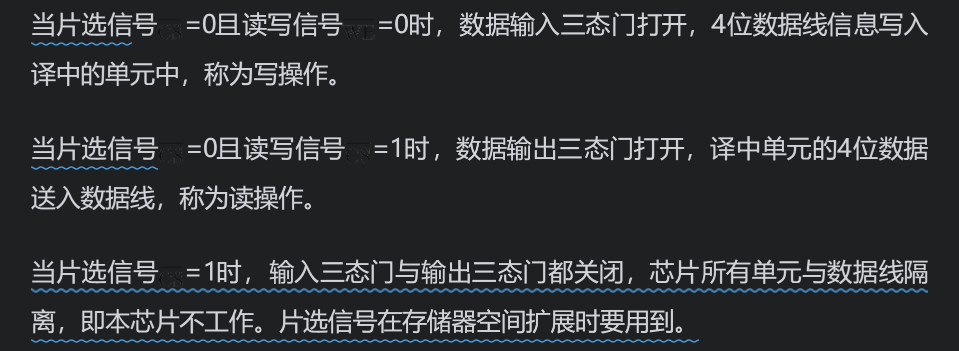 当片选信号 =0且读写信号 =0时，数据输入三态门打开，4位数据线信息写入
译中的单元中，称为写操作。
当片选信号 =0且读写信号 =1时，数据输出三态门打开，译中单元的4位数据
送入数据线，称为读操作。
当片选信号 =1时，输入三态门与输出三态门都关闭，芯片所有单元与数据线隔
离，即本芯片不工作。片选信号在存储器空间扩展时要用到。